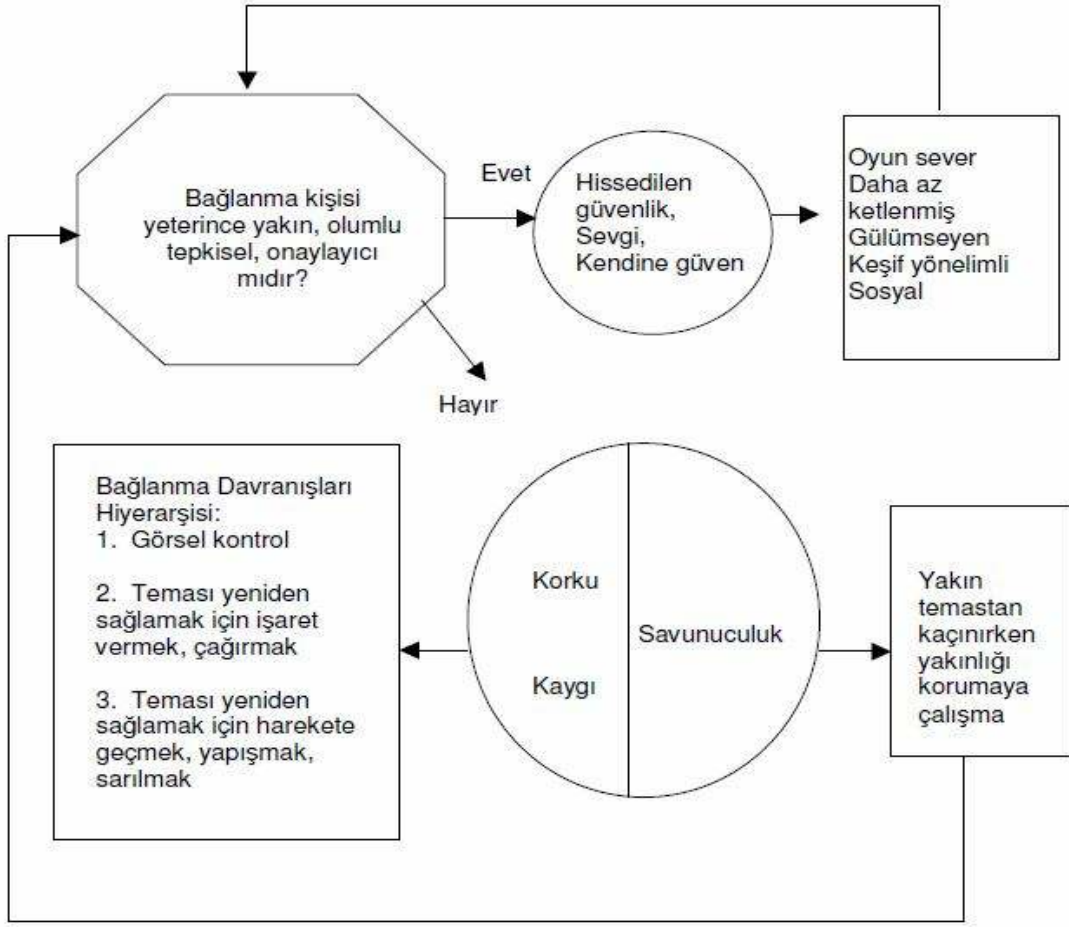 Bağlanma kişisi
yeterince yakın, olumlu
tepkisel, onaylayıcı
mıdır?
Evet
Hissedilen
güvenlik,
Sevgi,
Kendine güven
Oyun sever
Daha az
ketlenmiş
Gülümseyen
Keşif yönelimli
Sosyal
Hayır
Bağlanma Davranışları
Hiyerarşisi:
1. Görsel kontrol
2. Teması yeniden
sağlamak için işaret
vermek, çağırmak
3. Teması yeniden
sağlamak için harekete
geçmek, yapışmak,
sarılmak
Korku
Kaygı
Savunuculuk
Yakın
temastan
kaçınırken
yakınlığı
korumaya
çalışma